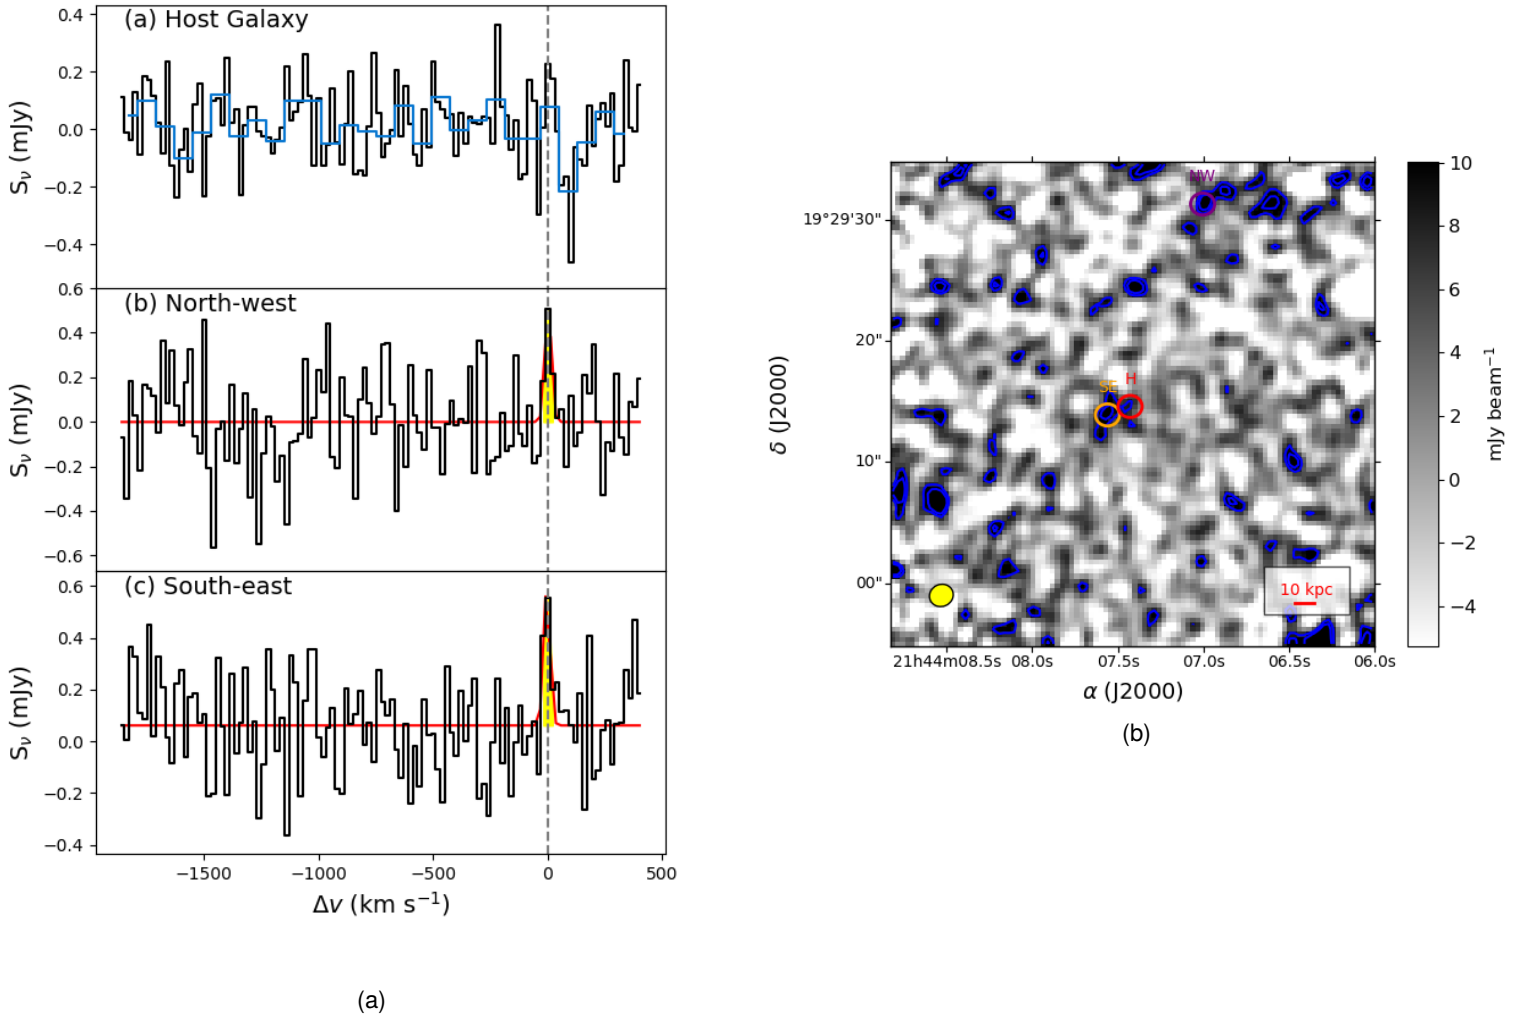 (a) Host Galaxy
0.4
0.2
0.0
−0.2
−0.4
Sν (mJy)
(b) North-west
0.6
0.4
0.2
0.0
−0.2
−0.4
−0.6
Sν (mJy)
(c) South-east
0.6
0.4
0.2
0.0
−0.2
−0.4
Sν (mJy)
−1500 −1000 −500 0 500
Δv (km s⁻¹)
(a)
NW
19°29'30"
20"
10"
00"
δ (J2000)
SE H
10 kpc
21h44m08.5s 08.0s 07.5s 07.0s 06.5s 06.0s
α (J2000)
10
8
6
4
2
0
−2
−4
mJy beam⁻¹
(b)